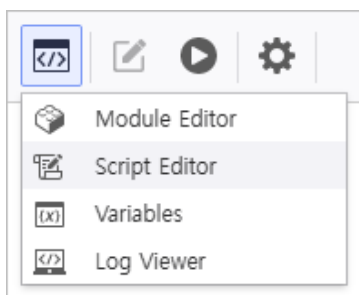 </>
Module Editor
Script Editor
(x) Variables
</> Log Viewer